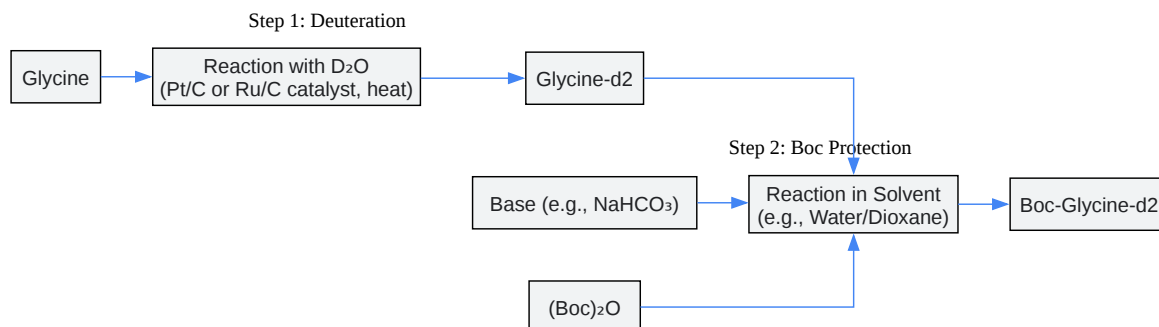 Step 1: Deuteration
Glycine
Reaction with D₂O
(Pt/C or Ru/C catalyst, heat)
Glycine-d2
Step 2: Boc Protection
Base (e.g., NaHCO₃)
Reaction in Solvent
(e.g., Water/Dioxane)
Boc-Glycine-d2
(Boc)₂O